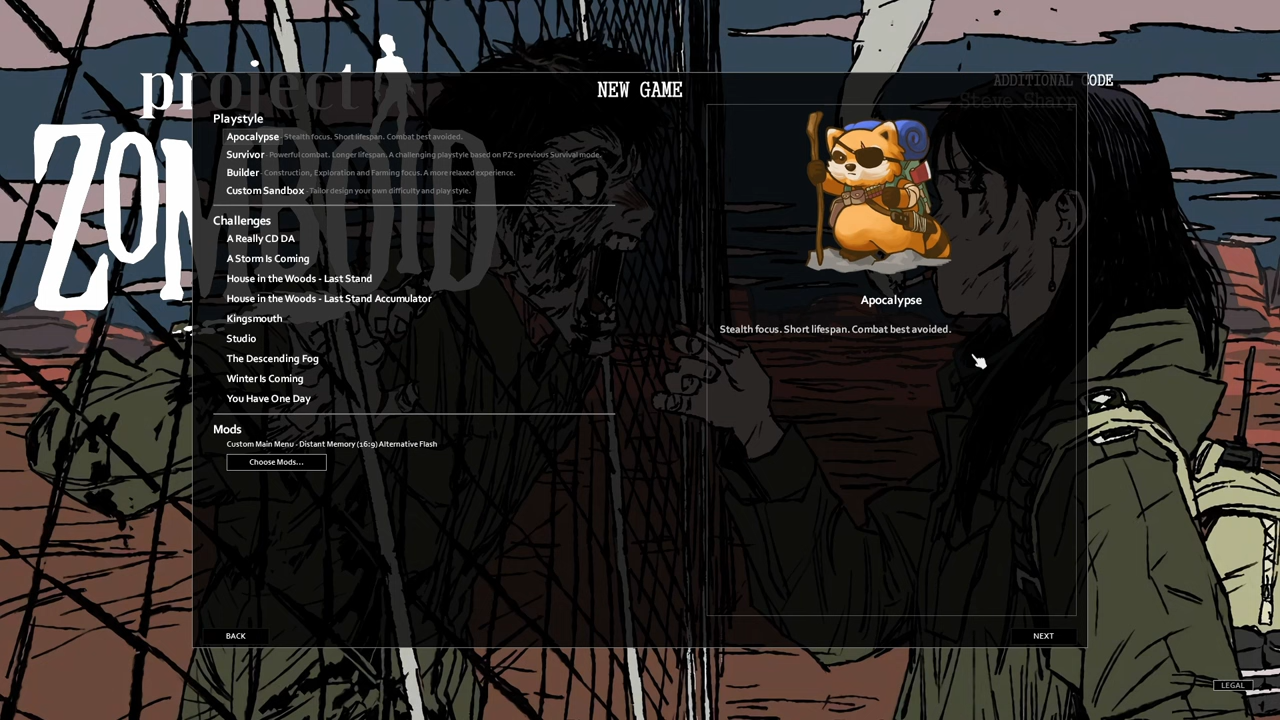 project
ZOMBOID
ADDITIONAL CODE
Steve Sharp
NEW GAME
Playstyle
Apocalypse - Stealth focus. Short lifespan. Combat best avoided.
Survivor - Powerful combat. Longer lifespan. A challenging playstyle based on PZ's previous Survival mode.
Builder - Construction, Exploration and Farming focus. A more relaxed experience.
Custom Sandbox - Tailor design your own difficulty and play style.
Challenges
A Really CD DA
A Storm Is Coming
House in the Woods - Last Stand
House in the Woods - Last Stand Accumulator
Kingsmouth
Studio
The Descending Fog
Winter Is Coming
You Have One Day
Mods
Custom Main Menu - Distant Memory (16:9) Alternative Flash
Choose Mods...
Apocalypse
Stealth focus. Short lifespan. Combat best avoided.
BACK
NEXT
LEGAL